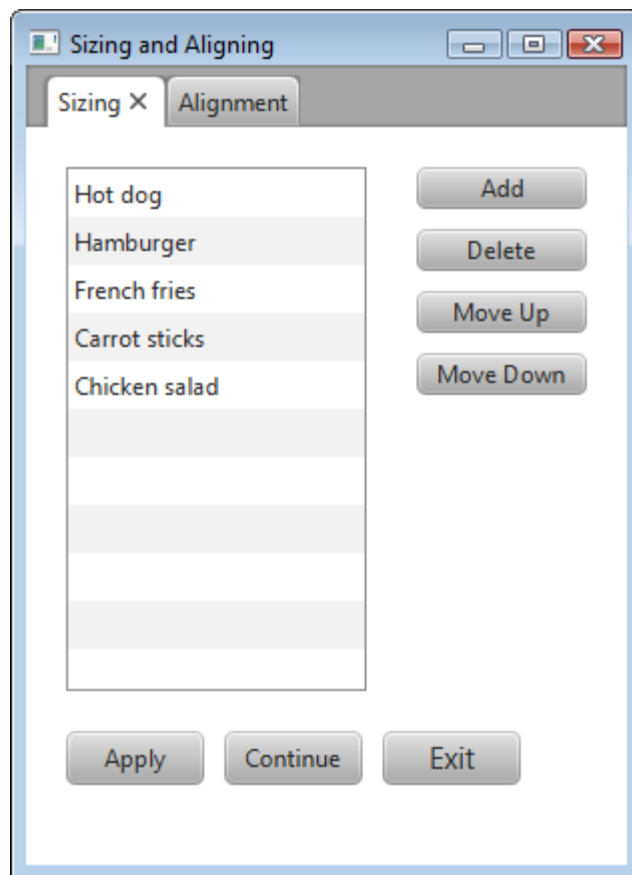 Sizing and Aligning
Sizing Alignment
Hot dog
Hamburger
French fries
Carrot sticks
Chicken salad
Add
Delete
Move Up
Move Down
Apply Continue Exit